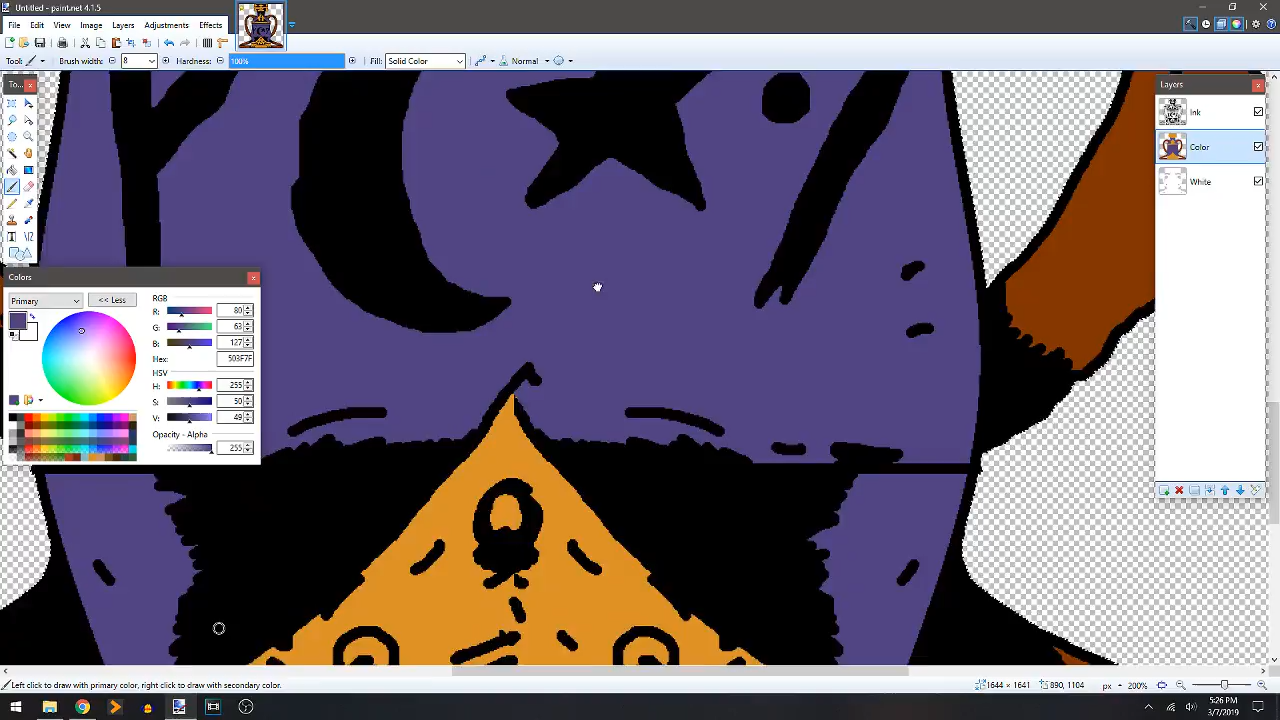 Untitled - paint.net 4.1.5
File Edit View Image Layers Adjustments Effects
Tool: Brush width: 8 Hardness: 100% Fill: Solid Color Normal
To...
Layers
Ink
Color
White
Colors
Primary << Less
RGB
R: 80
G: 63
B: 127
Hex: 503F7F
HSV
H: 255
S: 50
V: 49
Opacity - Alpha
255
Left click to draw with primary color, right click to draw with secondary color. 1644 × 1641 890, 1104 px 200%
5:26 PM
3/7/2019